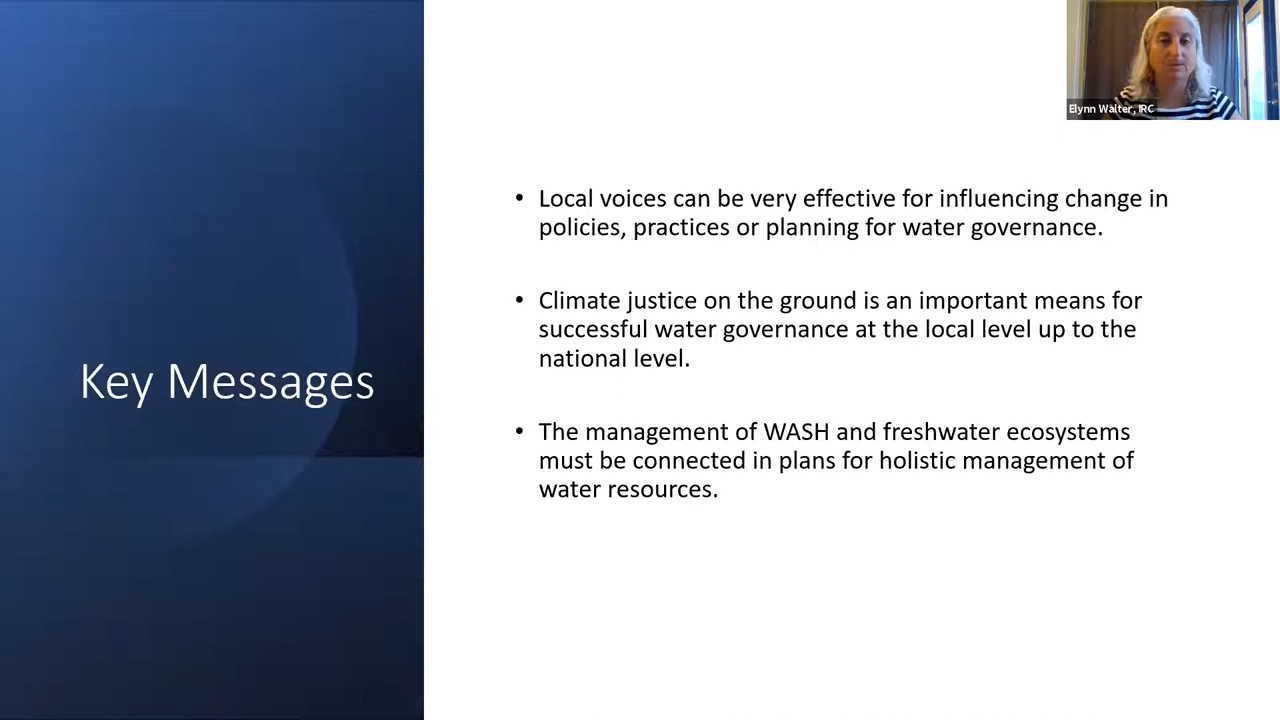 Elynn Walter, IRC
Key Messages
• Local voices can be very effective for influencing change in
policies, practices or planning for water governance.
• Climate justice on the ground is an important means for
successful water governance at the local level up to the
national level.
• The management of WASH and freshwater ecosystems
must be connected in plans for holistic management of
water resources.